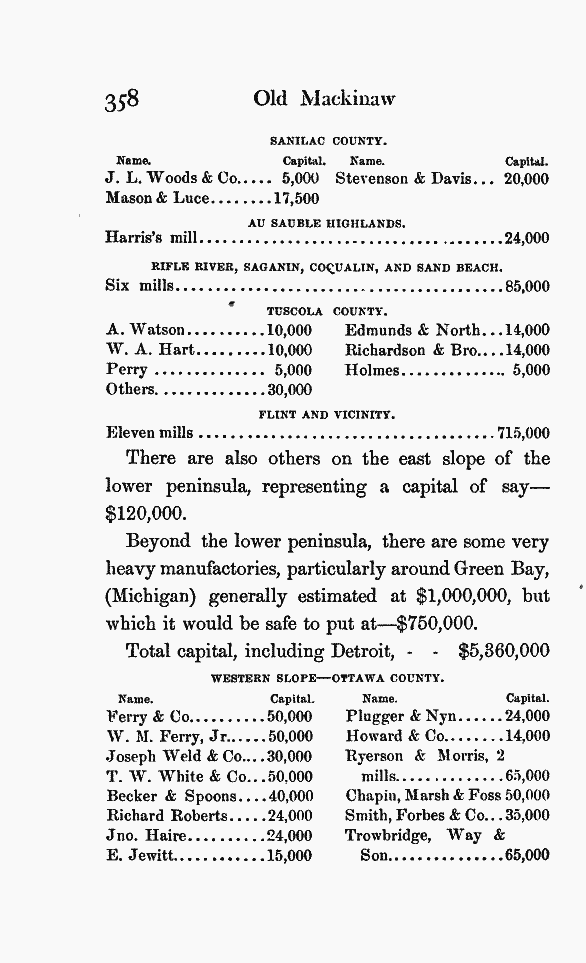 358 Old Mackinaw
SANILAC COUNTY.
Name. Capital. Name. Capital.
J. L. Woods & Co..... 5,000 Stevenson & Davis... 20,000
Mason & Luce........17,500
AU SAUBLE HIGHLANDS.
Harris's mill.......................................24,000
RIFLE RIVER, SAGANIN, COQUALIN, AND SAND BEACH.
Six mills..........................................85,000
TUSCOLA COUNTY.
A. Watson..........10,000 Edmunds & North...14,000
W. A. Hart.........10,000 Richardson & Bro....14,000
Perry .............. 5,000 Holmes.............. 5,000
Others..............30,000
FLINT AND VICINITY.
Eleven mills .....................................715,000
There are also others on the east slope of the
lower peninsula, representing a capital of say—
$120,000.
Beyond the lower peninsula, there are some very
heavy manufactories, particularly around Green Bay,
(Michigan) generally estimated at $1,000,000, but
which it would be safe to put at—$750,000.
Total capital, including Detroit, - - $5,360,000
WESTERN SLOPE—OTTAWA COUNTY.
Name. Capital. Name. Capital.
Ferry & Co..........50,000 Plugger & Nyn......24,000
W. M. Ferry, Jr......50,000 Howard & Co........14,000
Joseph Weld & Co....30,000 Ryerson & Morris, 2
T. W. White & Co...50,000 mills..............65,000
Becker & Spoons....40,000 Chapin, Marsh & Foss 50,000
Richard Roberts.....24,000 Smith, Forbes & Co...35,000
Jno. Haire..........24,000 Trowbridge, Way &
E. Jewitt............15,000 Son...............65,000